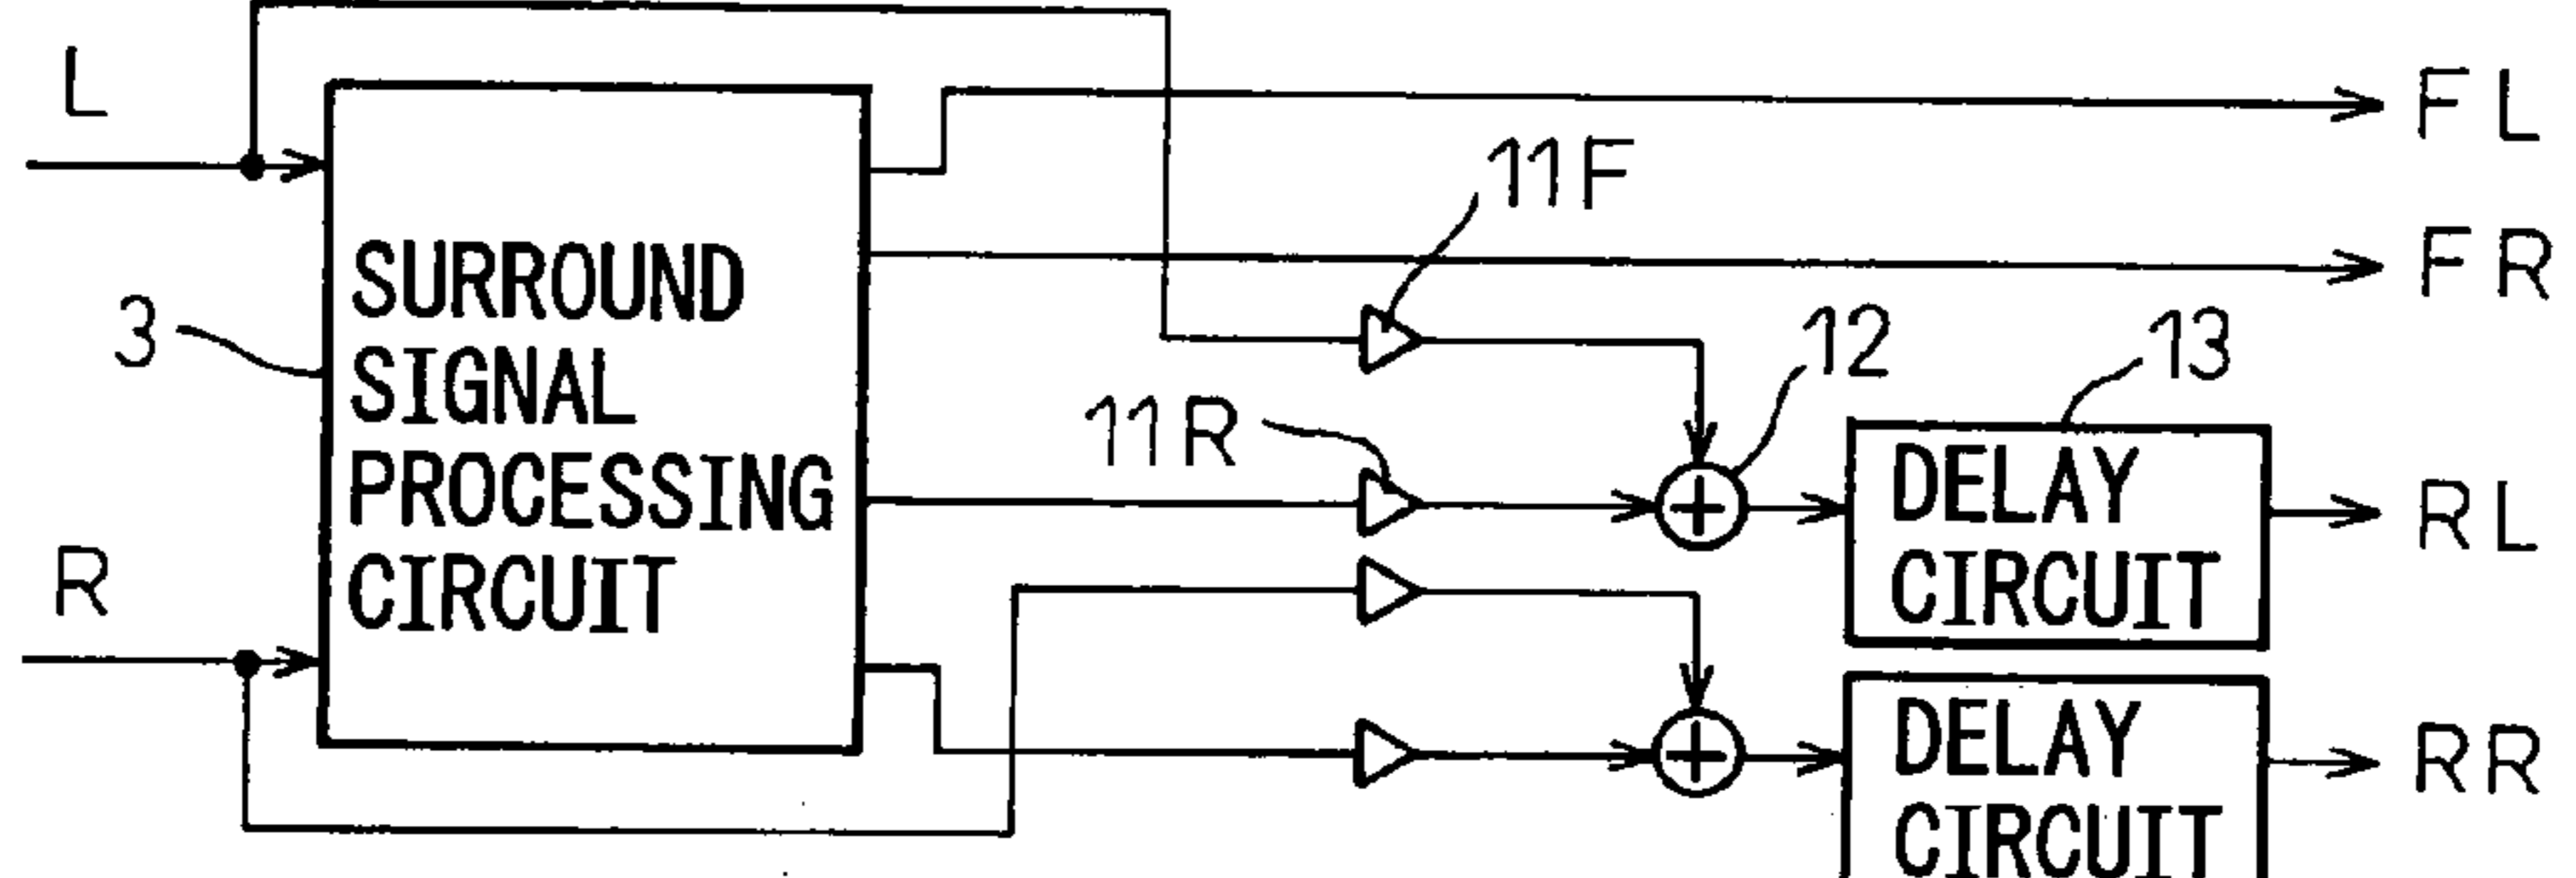 L
FL
11F
FR
SURROUND
SIGNAL
PROCESSING
CIRCUIT
3
12
13
11R
DELAY
CIRCUIT
RL
R
DELAY
CIRCUIT
RR